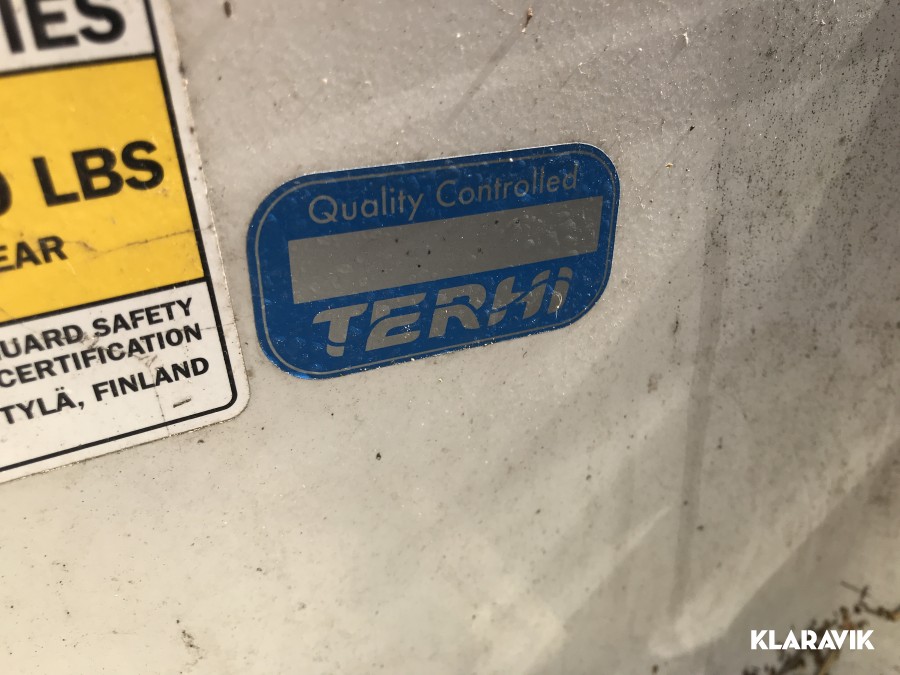 IES
LBS
EAR
UARD SAFETY
CERTIFICATION
TYLÄ, FINLAND
Quality Controlled
TERHi
KLARAVIK